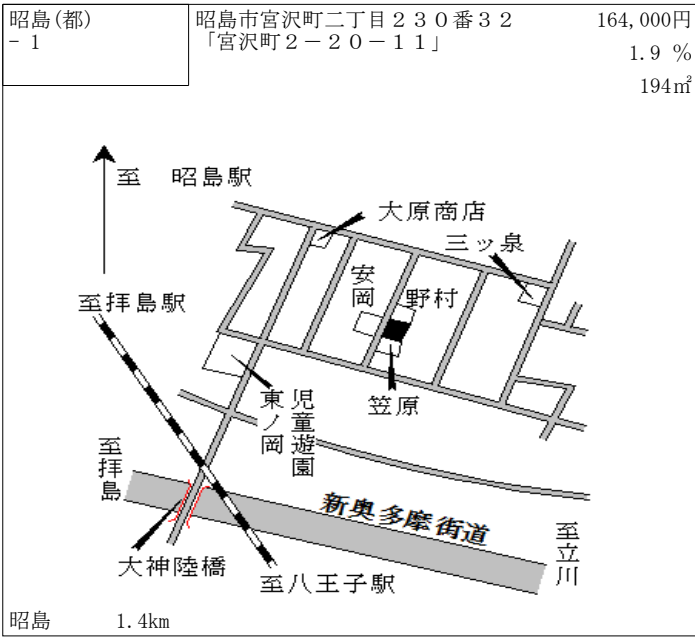 昭島(都)
- 1
昭島市宮沢町二丁目２３０番３２
「宮沢町２－２０－１１」
164,000円
1.9 %
194㎡
至　昭島駅
大原商店
三ッ泉
安岡
野村
至拝島駅
笠原
児童遊園
東ノ岡
至拝島
新奥多摩街道
至立川
大神陸橋
至八王子駅
昭島　1.4km